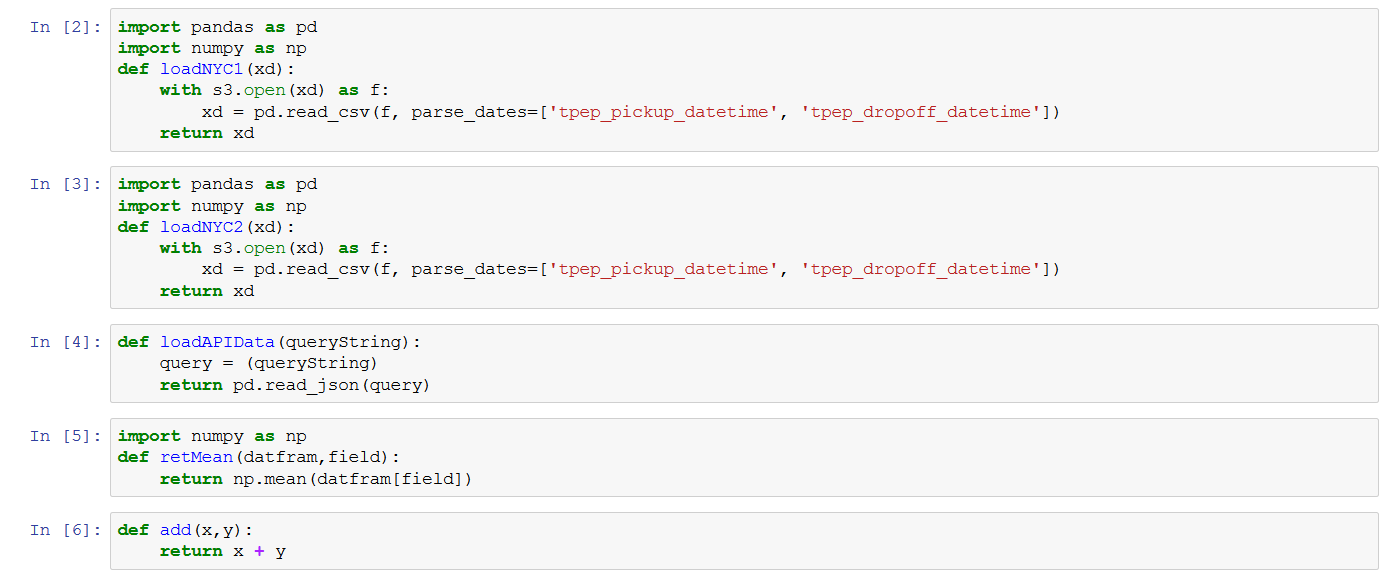 In [2]: import pandas as pd
import numpy as np
def loadNYC1(xd):
    with s3.open(xd) as f:
        xd = pd.read_csv(f, parse_dates=['tpep_pickup_datetime', 'tpep_dropoff_datetime'])
    return xd
In [3]: import pandas as pd
import numpy as np
def loadNYC2(xd):
    with s3.open(xd) as f:
        xd = pd.read_csv(f, parse_dates=['tpep_pickup_datetime', 'tpep_dropoff_datetime'])
    return xd
In [4]: def loadAPIData(queryString):
    query = (queryString)
    return pd.read_json(query)
In [5]: import numpy as np
def retMean(datfram,field):
    return np.mean(datfram[field])
In [6]: def add(x,y):
    return x + y